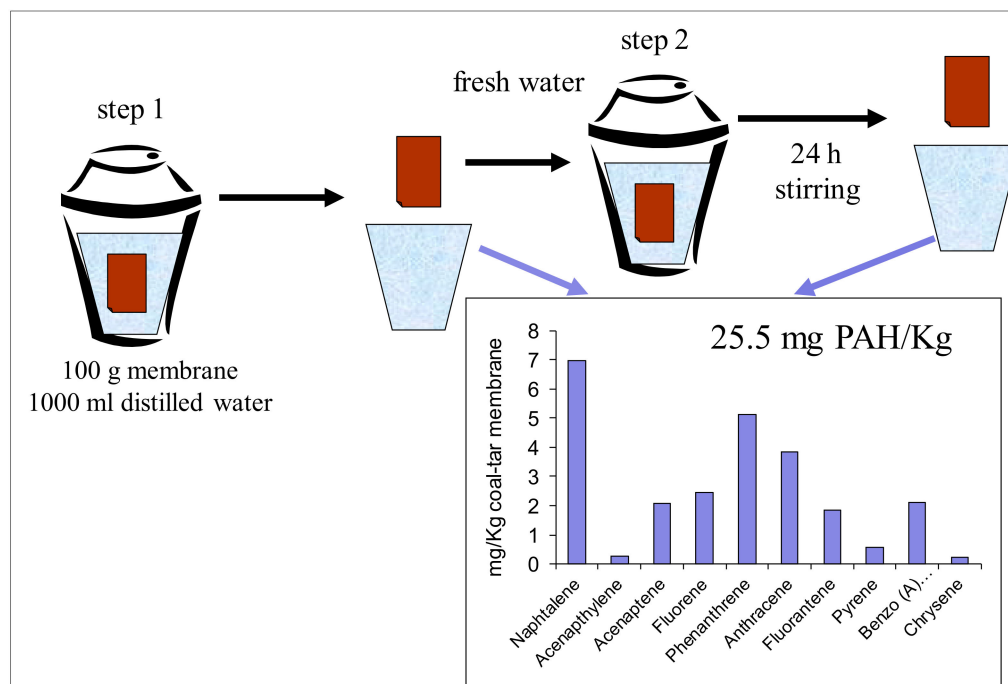 step 1
100 g membrane
1000 ml distilled water
fresh water
step 2
24 h
stirring
25.5 mg PAH/Kg
mg/Kg coal-tar membrane
8
7
6
5
4
3
2
1
0
Naphtalene
Acenapthylene
Acenaptene
Fluorene
Phenanthrene
Anthracene
Fluorantene
Pyrene
Benzo (A)…
Chrysene